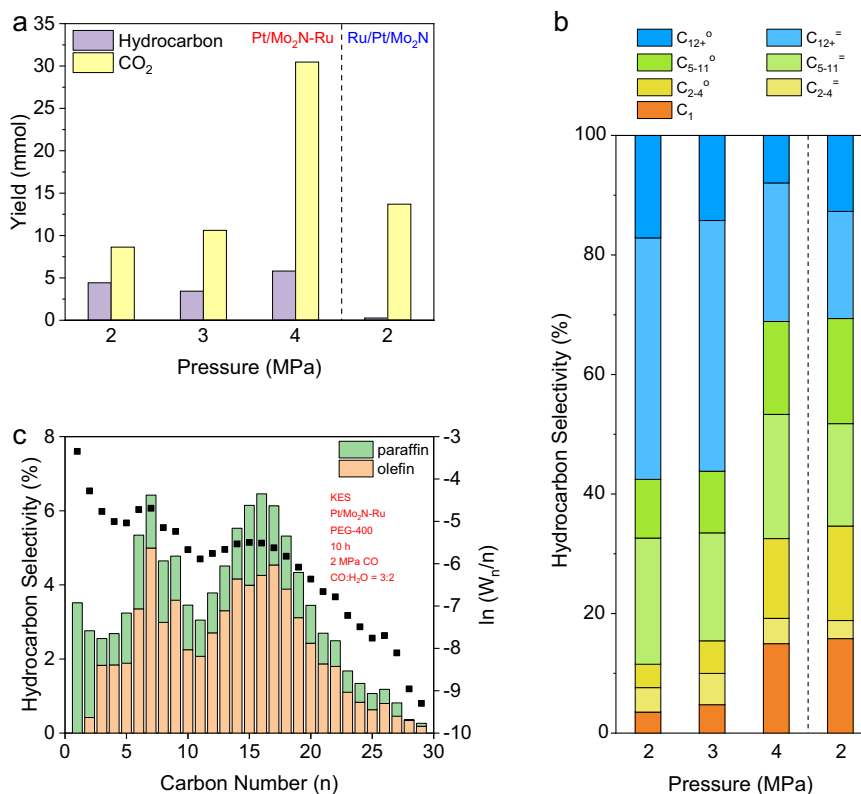 a
35
30
25
20
15
10
5
0
Yield (mmol)
Hydrocarbon
CO₂
Pt/Mo₂N-Ru
Ru/Pt/Mo₂N
2 3 4 2
Pressure (MPa)
b
C₁₂₊º C₁₂₊⁼
C₅₋₁₁º C₅₋₁₁⁼
C₂₋₄º C₂₋₄⁼
C₁
100
80
60
40
20
0
Hydrocarbon Selectivity (%)
2 3 4 2
Pressure (MPa)
c
8
6
4
2
0
Hydrocarbon Selectivity (%)
paraffin
olefin
KES
Pt/Mo₂N-Ru
PEG-400
10 h
2 MPa CO
CO:H₂O = 3:2
-3
-4
-5
-6
-7
-8
-9
-10
ln (Wₙ/n)
0 5 10 15 20 25 30
Carbon Number (n)